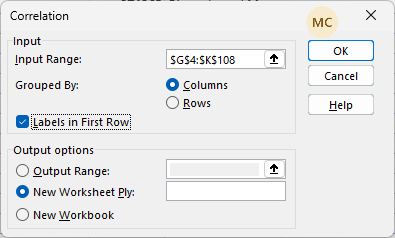 Correlation
MC
Input
Input Range:
$G$4:$K$108
OK
Cancel
Help
Grouped By:
Columns
Rows
Labels in First Row
Output options
Output Range:
New Worksheet Ply:
New Workbook